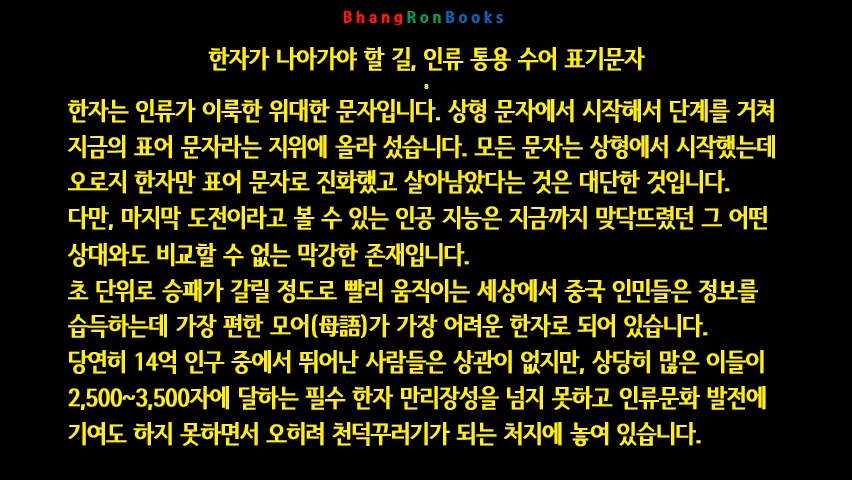 BhangRonBooks
한자가 나아가야 할 길, 인류 통용 수어 표기문자
한자는 인류가 이룩한 위대한 문자입니다. 상형 문자에서 시작해서 단계를 거쳐
지금의 표어 문자라는 지위에 올라 섰습니다. 모든 문자는 상형에서 시작했는데
오로지 한자만 표어 문자로 진화했고 살아남았다는 것은 대단한 것입니다.
다만, 마지막 도전이라고 볼 수 있는 인공 지능은 지금까지 맞닥뜨렸던 그 어떤
상대와도 비교할 수 없는 막강한 존재입니다.
초 단위로 승패가 갈릴 정도로 빨리 움직이는 세상에서 중국 인민들은 정보를
습득하는데 가장 편한 모어(母語)가 가장 어려운 한자로 되어 있습니다.
당연히 14억 인구 중에서 뛰어난 사람들은 상관이 없지만, 상당히 많은 이들이
2,500~3,500자에 달하는 필수 한자 만리장성을 넘지 못하고 인류문화 발전에
기여도 하지 못하면서 오히려 천덕꾸러기가 되는 처지에 놓여 있습니다.